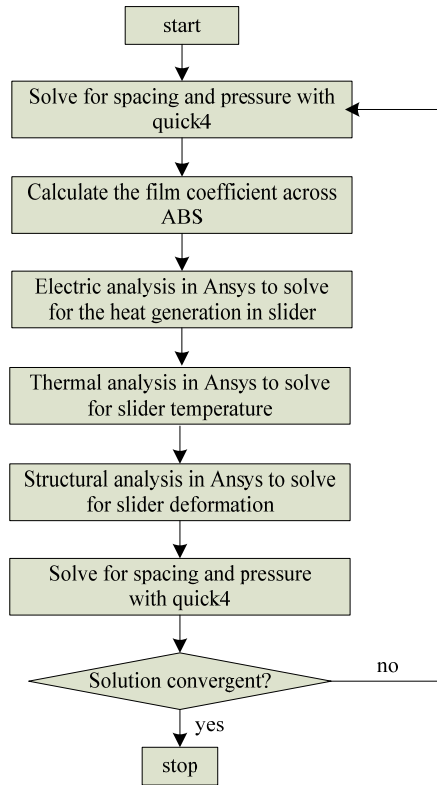 start
Solve for spacing and pressure with
quick4
Calculate the film coefficient across
ABS
Electric analysis in Ansys to solve
for the heat generation in slider
Thermal analysis in Ansys to solve
for slider temperature
Structural analysis in Ansys to solve
for slider deformation
Solve for spacing and pressure
with quick4
Solution convergent?
no
yes
stop